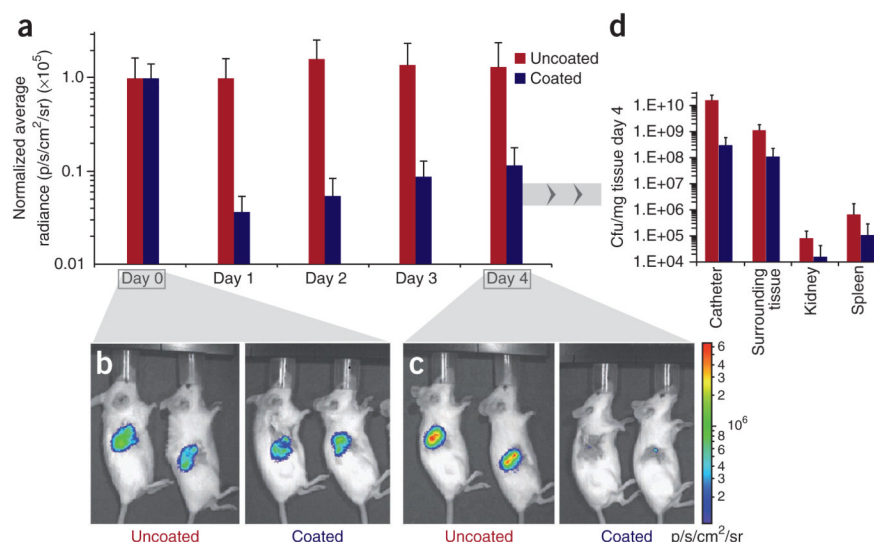 a
Normalized average
radiance (p/s/cm²/sr) (×10⁵)
1.0
0.1
0.01
Uncoated
Coated
Day 0
Day 1
Day 2
Day 3
Day 4
d
Cfu/mg tissue day 4
1.E+10
1.E+09
1.E+08
1.E+07
1.E+06
1.E+05
1.E+04
Catheter
Surrounding
tissue
Kidney
Spleen
b
Uncoated
Coated
c
Uncoated
Coated
6
4
3
2
10⁶
8
6
4
3
2
p/s/cm²/sr